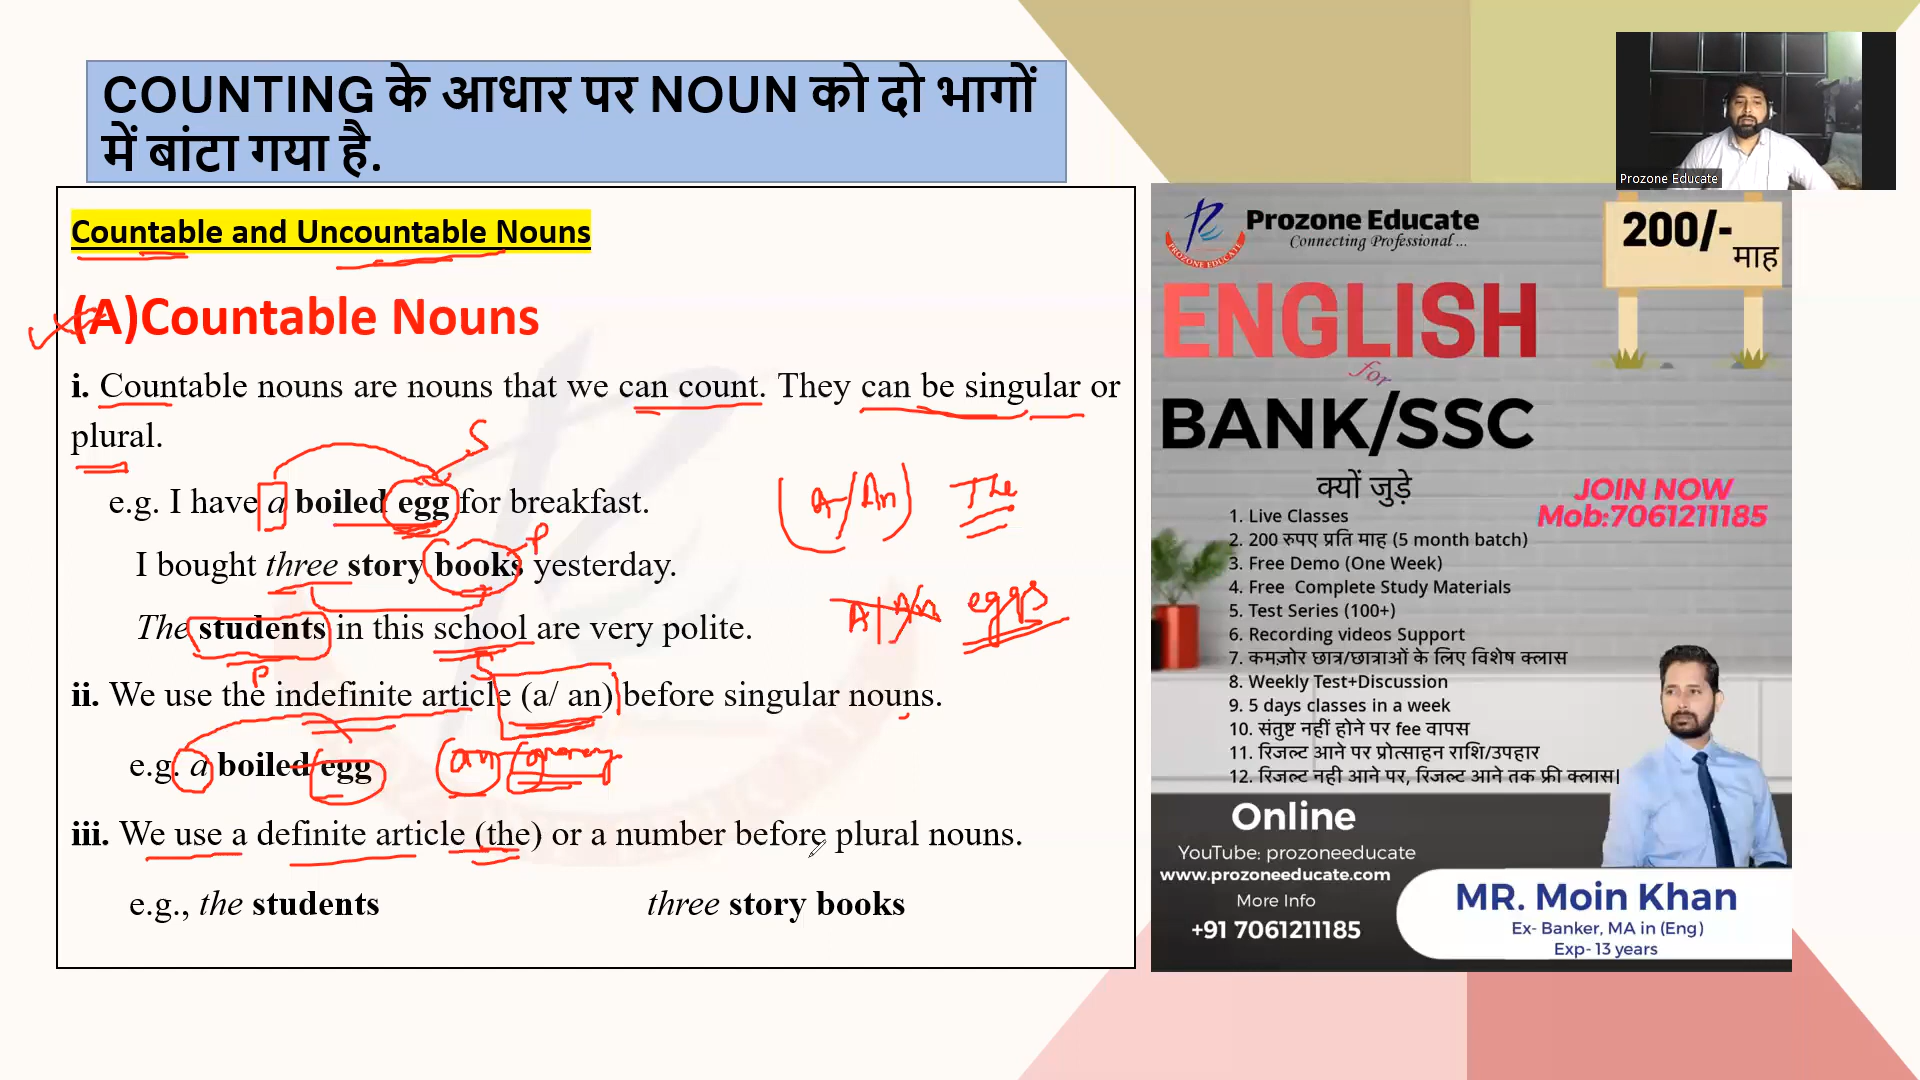 COUNTING के आधार पर NOUN को दो भागों
में बांटा गया है.
Countable and Uncountable Nouns
(A)Countable Nouns
i. Countable nouns are nouns that we can count. They can be singular or
plural.
S
e.g. I have a boiled egg for breakfast.
P
I bought three story books yesterday.
The students in this school are very polite.
P
S
ii. We use the indefinite article (a/ an) before singular nouns.
e.g. a boiled egg
an
iii. We use a definite article (the) or a number before plural nouns.
e.g., the students three story books
(A/An) The
A/An eggs
Prozone Educate
Prozone Educate
Connecting Professional...
PROZONE EDUCATE
200/-
माह
ENGLISH
for
BANK/SSC
क्यों जुड़े
JOIN NOW
Mob:7061211185
1. Live Classes
2. 200 रुपए प्रति माह (5 month batch)
3. Free Demo (One Week)
4. Free Complete Study Materials
5. Test Series (100+)
6. Recording videos Support
7. कमज़ोर छात्र/छात्राओं के लिए विशेष क्लास
8. Weekly Test+Discussion
9. 5 days classes in a week
10. संतुष्ट नहीं होने पर fee वापस
11. रिजल्ट आने पर प्रोत्साहन राशि/उपहार
12. रिजल्ट नही आने पर, रिजल्ट आने तक फ्री क्लास।
Online
YouTube: prozoneeducate
www.prozoneeducate.com
More Info
+91 7061211185
MR. Moin Khan
Ex- Banker, MA in (Eng)
Exp- 13 years